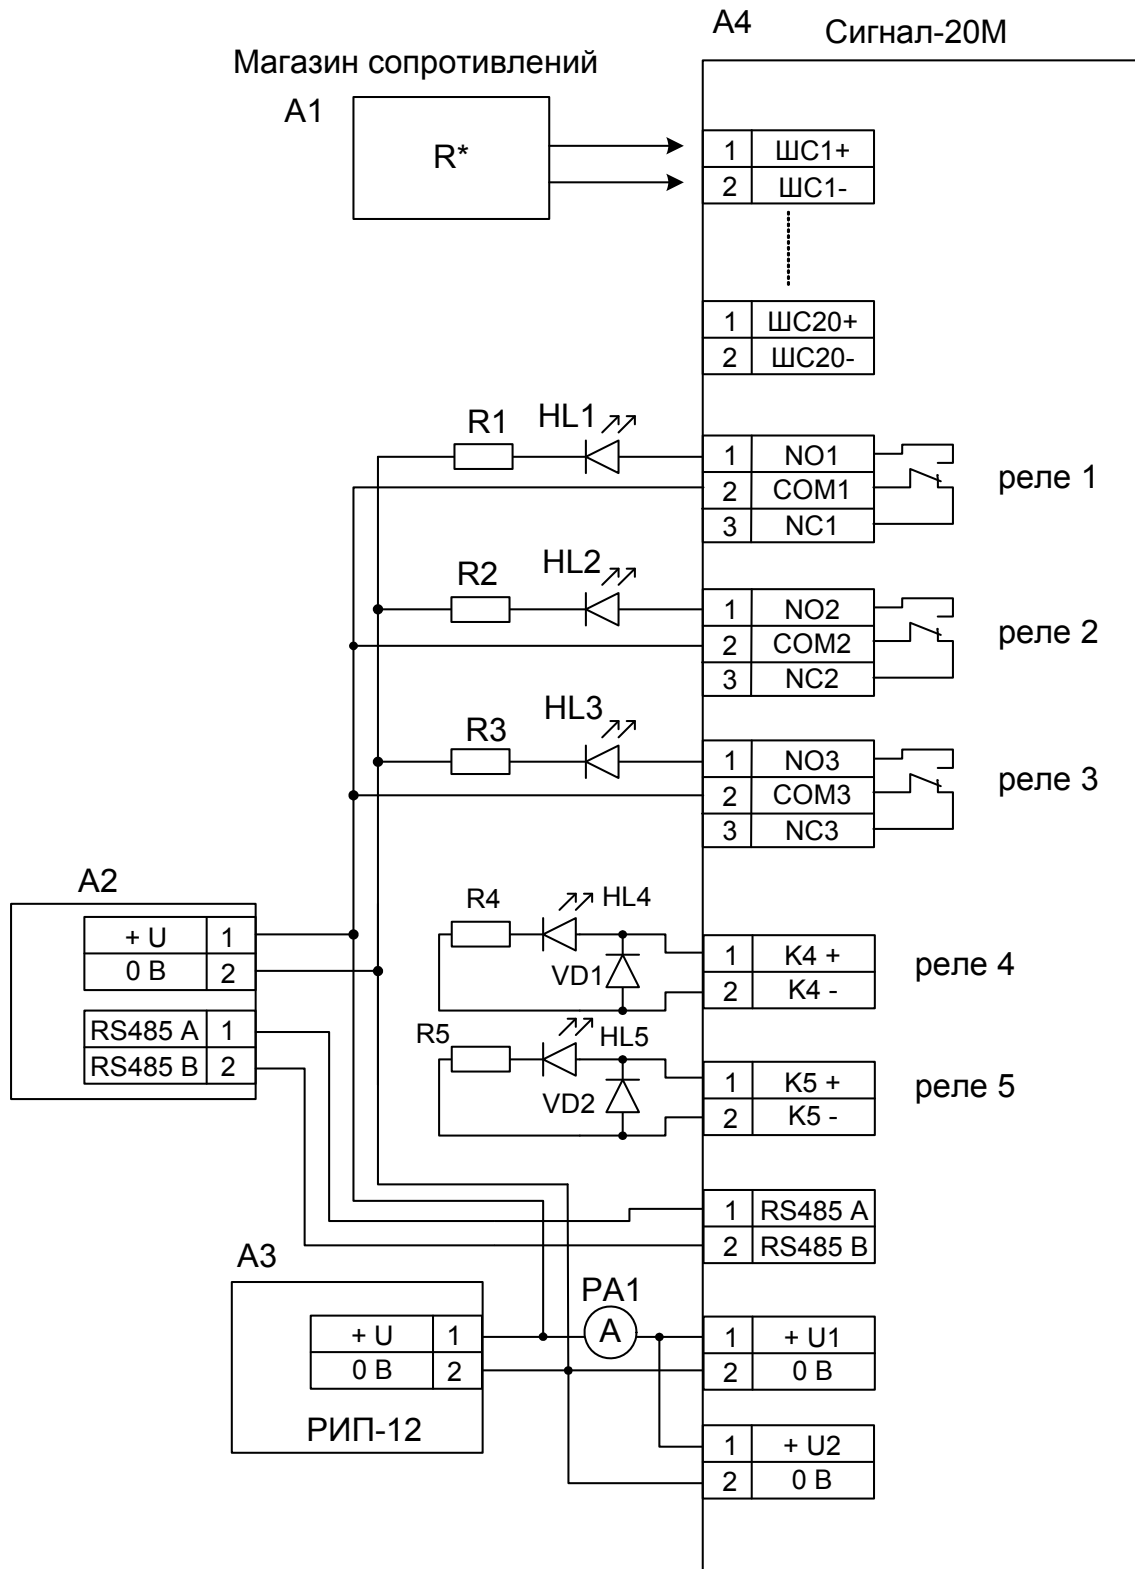 А4
Сигнал-20М
Магазин сопротивлений
А1
R*
1 ШС1+
2 ШС1-
1 ШС20+
2 ШС20-
R1
HL1
1 NO1
2 COM1
3 NC1
реле 1
R2
HL2
1 NO2
2 COM2
3 NC2
реле 2
R3
HL3
1 NO3
2 COM3
3 NC3
реле 3
А2
+ U 1
0 В 2
RS485 A 1
RS485 B 2
R4
HL4
VD1
1 K4 +
2 K4 -
реле 4
R5
HL5
VD2
1 K5 +
2 K5 -
реле 5
1 RS485 A
2 RS485 B
А3
+ U 1
0 В 2
РИП-12
PA1
A
1 + U1
2 0 В
1 + U2
2 0 В